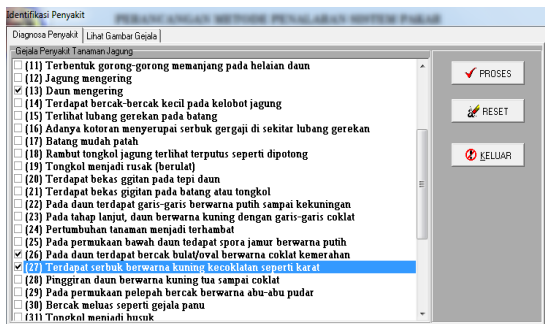 Identifikasi Penyakit
PERANCANGAN METODE PENALARAN SISTEM PAKAR
Diagnosa Penyakit
Lihat Gambar Gejala
Gejala Penyakit Tanaman Jagung
(11) Terbentuk gorong-gorong memanjang pada helaian daun
(12) Jagung mengering
(13) Daun mengering
(14) Terdapat bercak-bercak kecil pada kelobot jagung
(15) Terlihat lubang gerekan pada batang
(16) Adanya kotoran menyerupai serbuk gergaji di sekitar lubang gerekan
(17) Batang mudah patah
(18) Rambut tongkol jagung terlihat terputus seperti dipotong
(19) Tongkol menjadi rusak (berulat)
(20) Terdapat bekas ggitan pada tepi daun
(21) Terdapat bekas gigitan pada batang atau tongkol
(22) Pada daun terdapat garis-garis berwarna putih sampai kekuningan
(23) Pada tahap lanjut, daun berwarna kuning dengan garis-garis coklat
(24) Pertumbuhan tanaman menjadi terhambat
(25) Pada permukaan bawah daun tedapat spora jamur berwarna putih
(26) Pada daun terdapat bercak bulat/oval berwarna coklat kemerahan
(27) Terdapat serbuk berwarna kuning kecoklatan seperti karat
(28) Pinggiran daun berwarna kuning tua sampai coklat
(29) Pada permukaan pelepah bercak berwarna abu-abu pudar
(30) Bercak meluas seperti gejala panu
(31) Tongkol menjadi busuk
PROSES
RESET
KELUAR